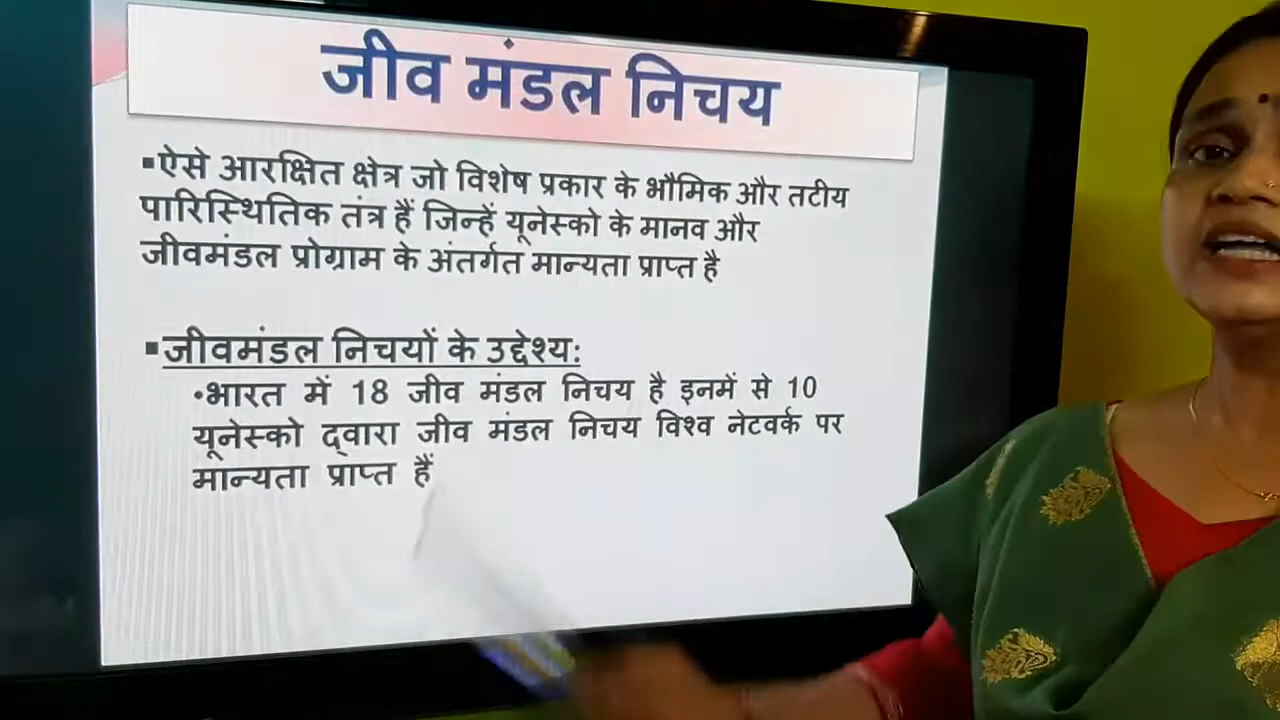 जीव मंडल निचय
▪ऐसे आरक्षित क्षेत्र जो विशेष प्रकार के भौमिक और तटीय
पारिस्थितिक तंत्र हैं जिन्हें यूनेस्को के मानव और
जीवमंडल प्रोग्राम के अंतर्गत मान्यता प्राप्त है
▪जीवमंडल निचयों के उद्देश्य:
•भारत में 18 जीव मंडल निचय है इनमें से 10
यूनेस्को द्वारा जीव मंडल निचय विश्व नेटवर्क पर
मान्यता प्राप्त हैं